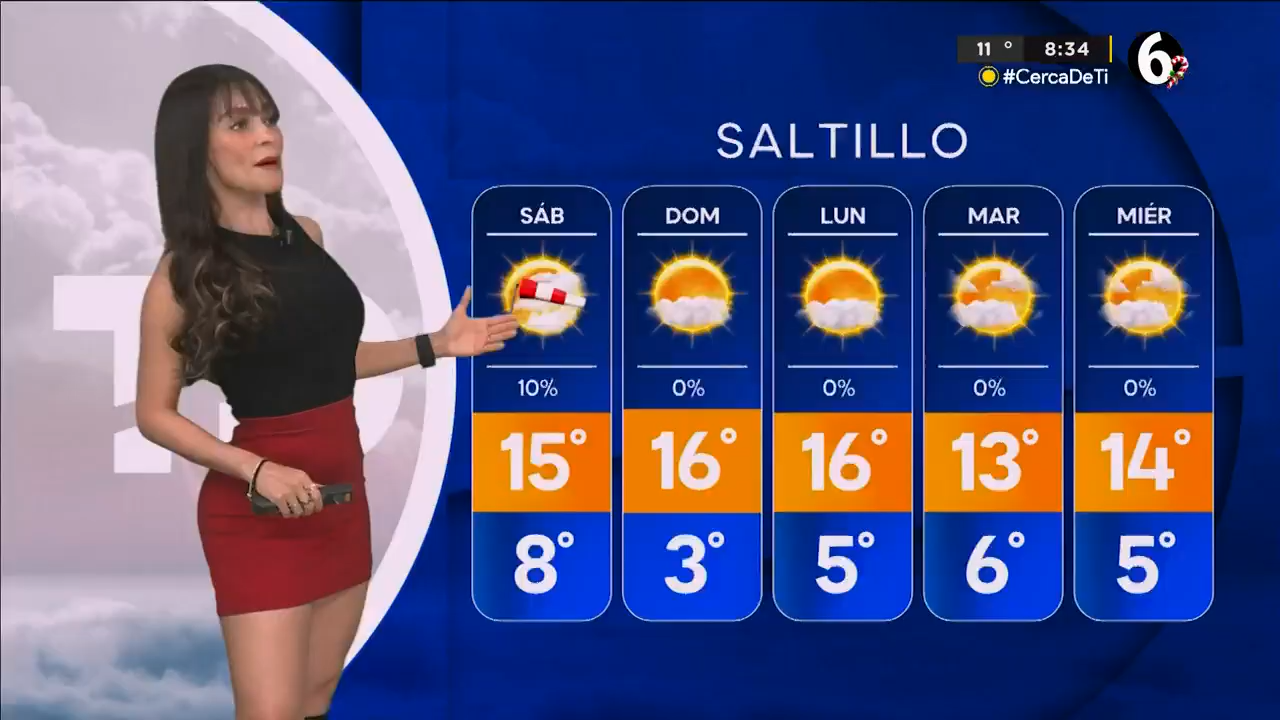 11 ° 8:34
6
#CercaDeTi
SALTILLO
SÁB DOM LUN MAR MIÉR
10% 0% 0% 0% 0%
15° 16° 16° 13° 14°
8° 3° 5° 6° 5°